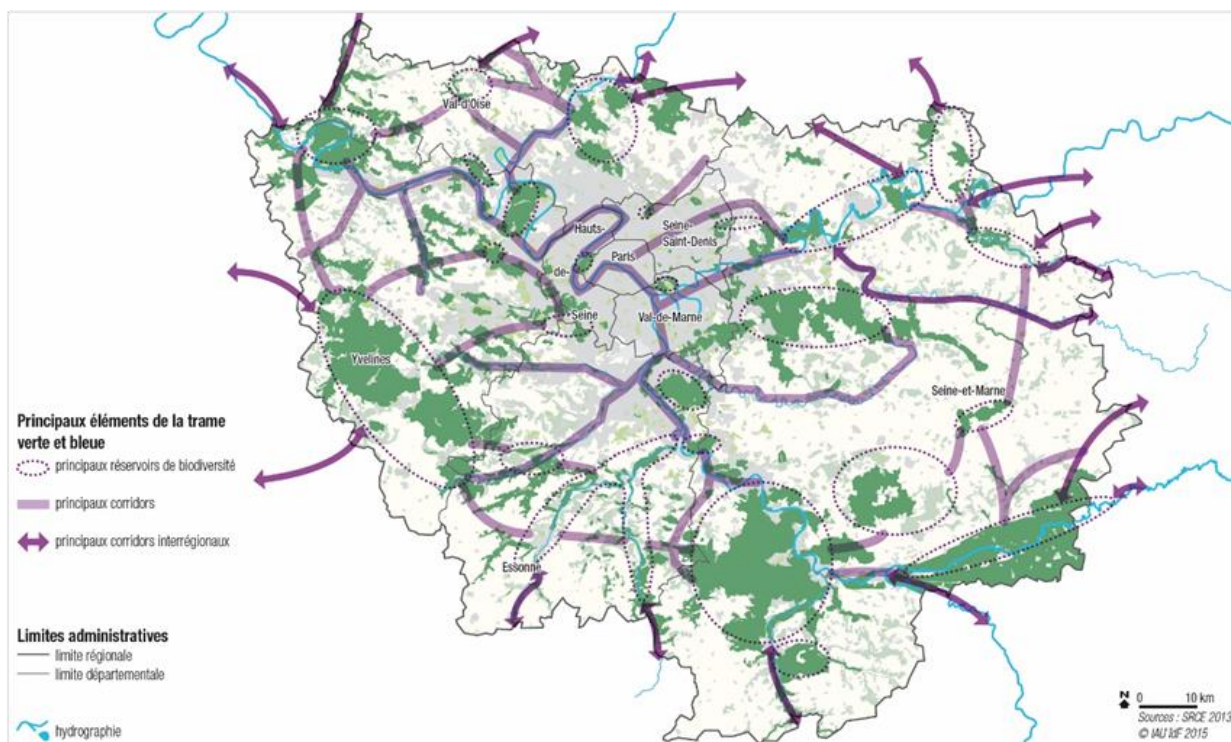 Val-d'Oise
Hauts-
Seine-
Saint-Denis
Paris
de-
Seine
Val-de-Marne
Yvelines
Seine-et-Marne
Essonne
Principaux éléments de la trame
verte et bleue
principaux réservoirs de biodiversité
principaux corridors
principaux corridors interrégionaux
Limites administratives
limite régionale
limite départementale
hydrographie
N 0 10 km
Sources : SRCE 2013
© IAU îdF 2015